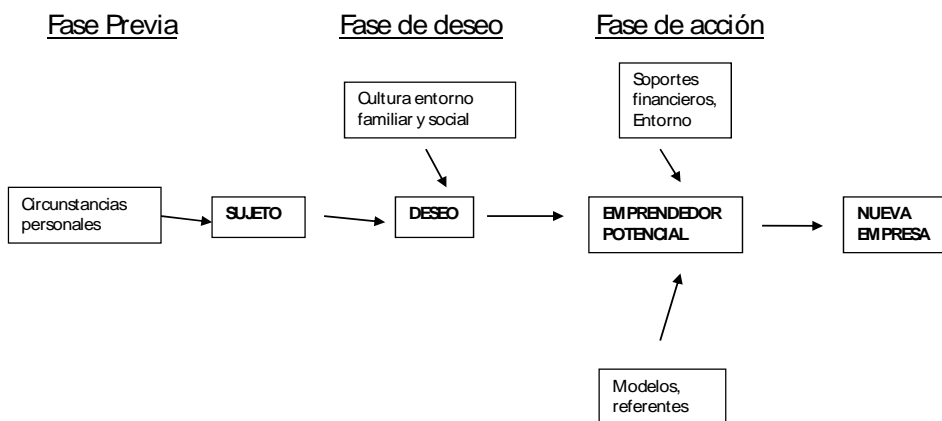 Fase Previa
Fase de deseo
Fase de acción
Cultura entorno
familiar y social
Soportes
financieros,
Entorno
Circunstancias
personales
SUJETO
DESEO
EMPRENDEDOR
POTENCIAL
NUEVA
EMPRESA
Modelos,
referentes